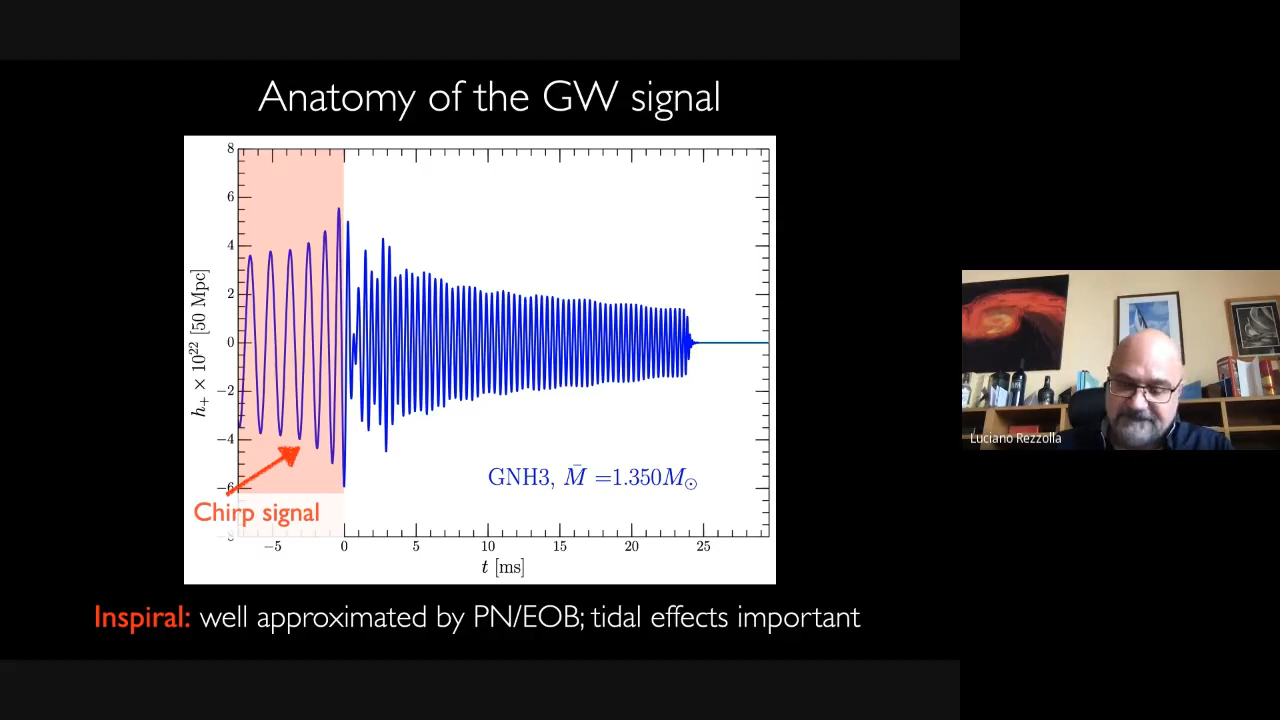 Anatomy of the GW signal
8
6
4
2
0
−2
−4
−6
−8
h₊ × 10²² [50 Mpc]
Chirp signal
GNH3, M̄ =1.350M☉
−5 0 5 10 15 20 25
t [ms]
Inspiral: well approximated by PN/EOB; tidal effects important
Luciano Rezzolla